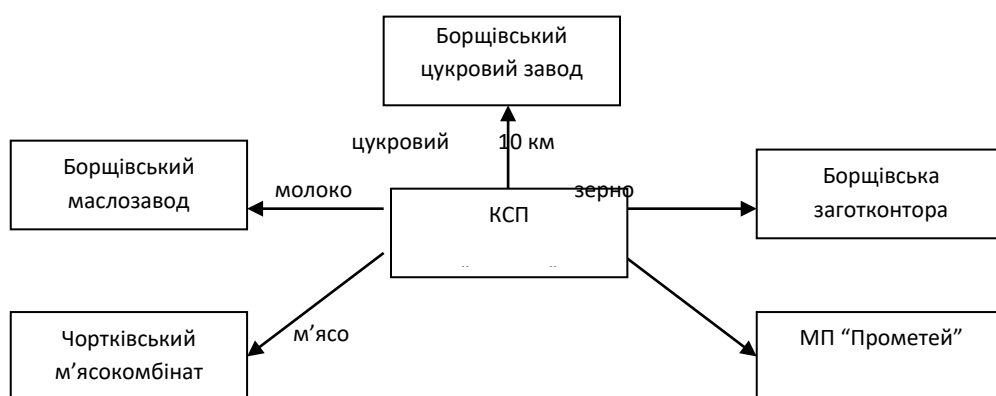 Борщівський
цукровий завод
цукровий 10 км
Борщівський
маслозавод
молоко
зерно
Борщівська
заготконтора
КСП
Чортківський
м’ясокомбінат
м’ясо
МП “Прометей”